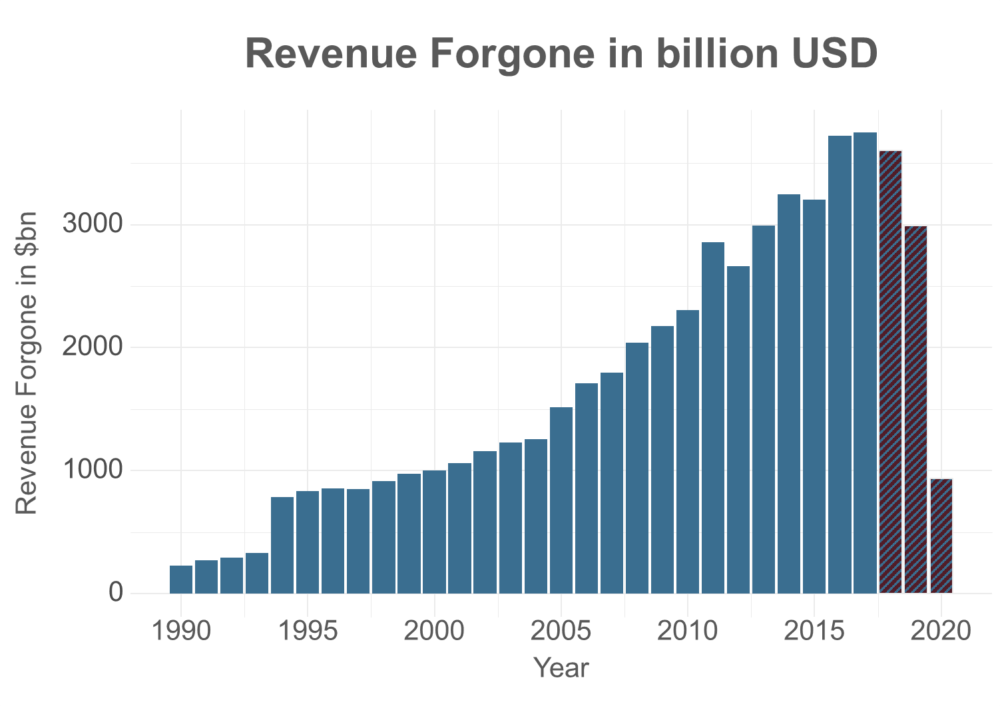 Revenue Forgone in billion USD
Revenue Forgone in $bn
3000
2000
1000
0
1990 1995 2000 2005 2010 2015 2020
Year